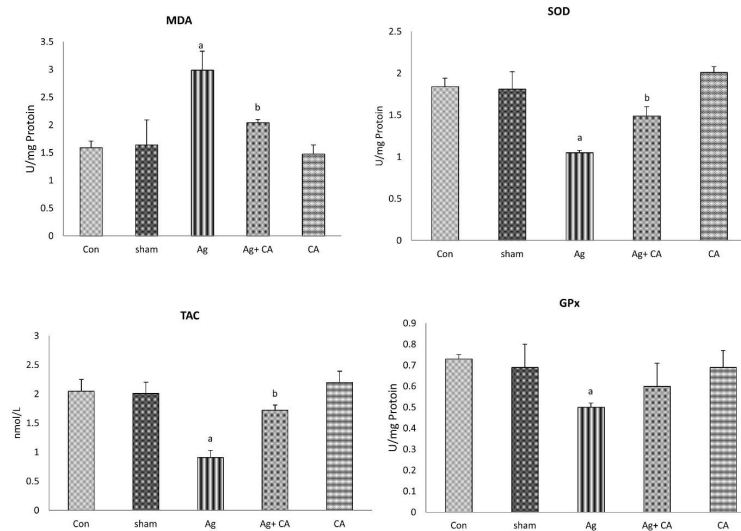 MDA
3.5
3
2.5
2
1.5
1
0.5
0
U/mg Protoin
a
b
Con sham Ag Ag+ CA CA
SOD
2.5
2
1.5
1
0.5
0
U/mg Protoin
a
b
Con sham Ag Ag+ CA CA
TAC
3
2.5
2
1.5
1
0.5
0
nmol/L
a
b
Con sham Ag Ag+ CA CA
GPx
0.9
0.8
0.7
0.6
0.5
0.4
0.3
0.2
0.1
0
U/mg Protoin
a
Con sham Ag Ag+ CA CA